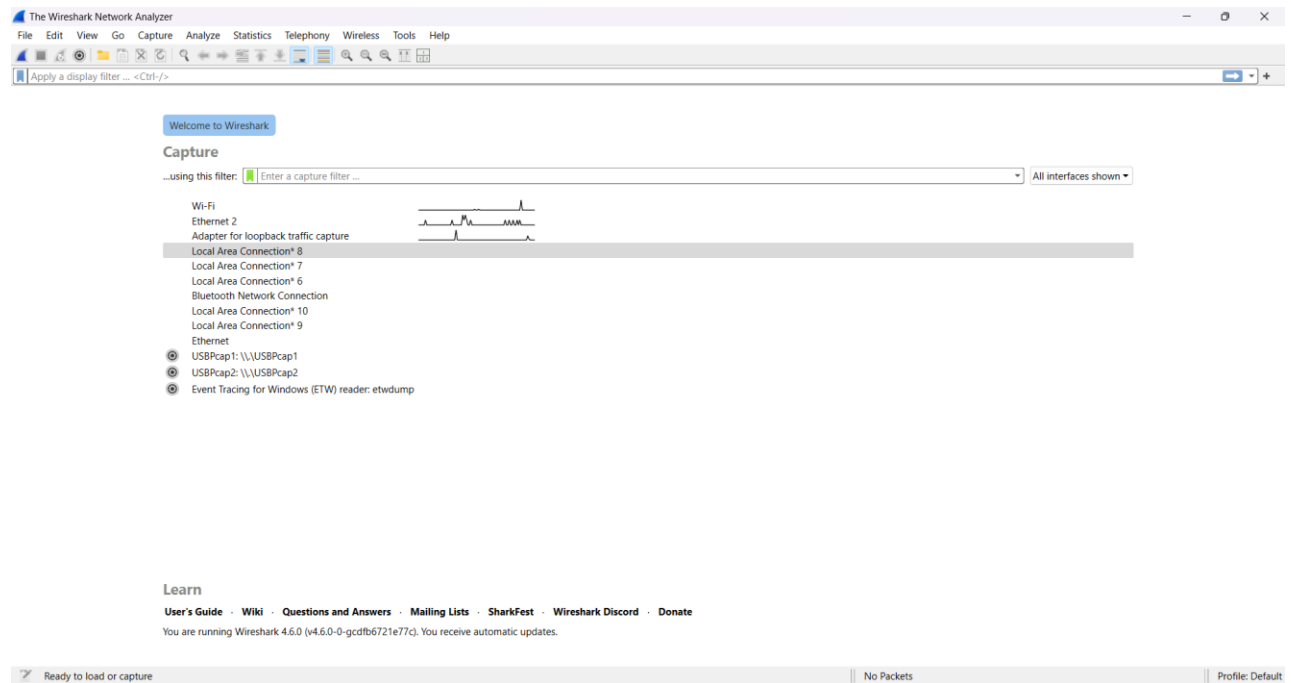 The Wireshark Network Analyzer
File Edit View Go Capture Analyze Statistics Telephony Wireless Tools Help
Apply a display filter ... <Ctrl-/>
Welcome to Wireshark
Capture
...using this filter: Enter a capture filter ... All interfaces shown
Wi-Fi
Ethernet 2
Adapter for loopback traffic capture
Local Area Connection* 8
Local Area Connection* 7
Local Area Connection* 6
Bluetooth Network Connection
Local Area Connection* 10
Local Area Connection* 9
Ethernet
USBPcap1: \\.\USBPcap1
USBPcap2: \\.\USBPcap2
Event Tracing for Windows (ETW) reader: etwdump
Learn
User's Guide · Wiki · Questions and Answers · Mailing Lists · SharkFest · Wireshark Discord · Donate
You are running Wireshark 4.6.0 (v4.6.0-0-gcdfb6721e77c). You receive automatic updates.
Ready to load or capture No Packets Profile: Default